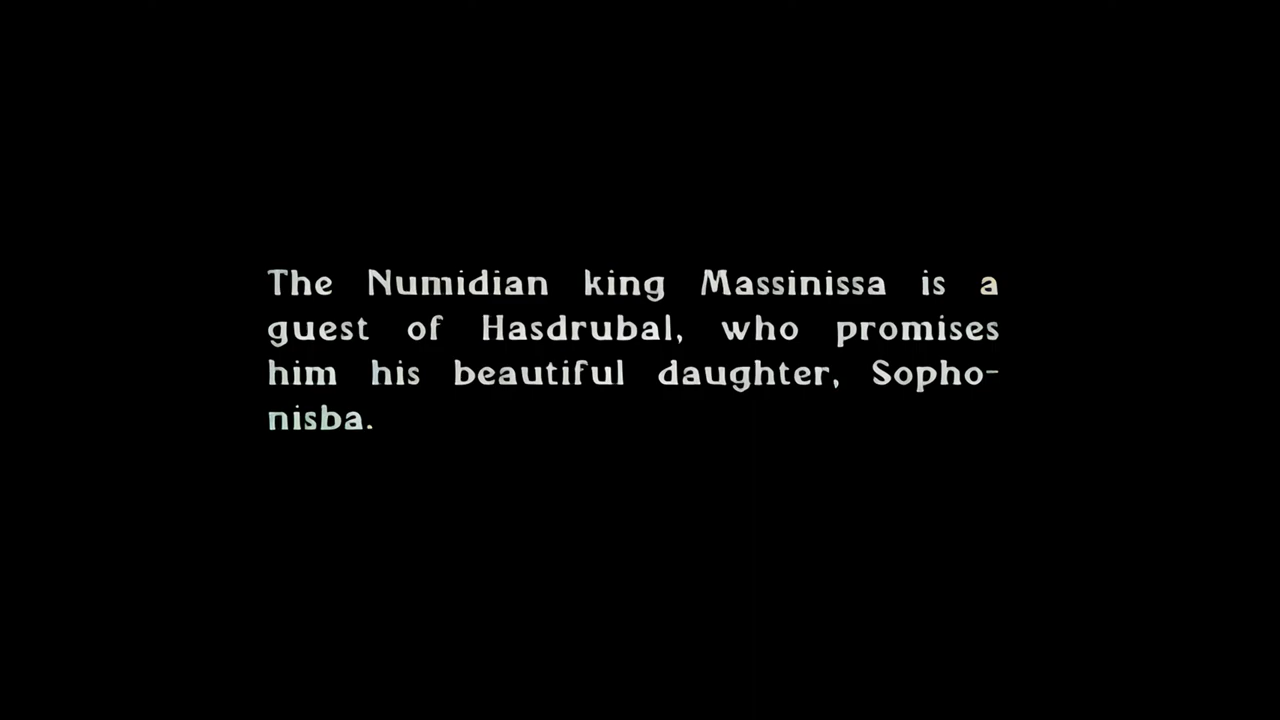 The Numidian king Massinissa is a
guest of Hasdrubal, who promises
him his beautiful daughter, Sopho-
nisba.